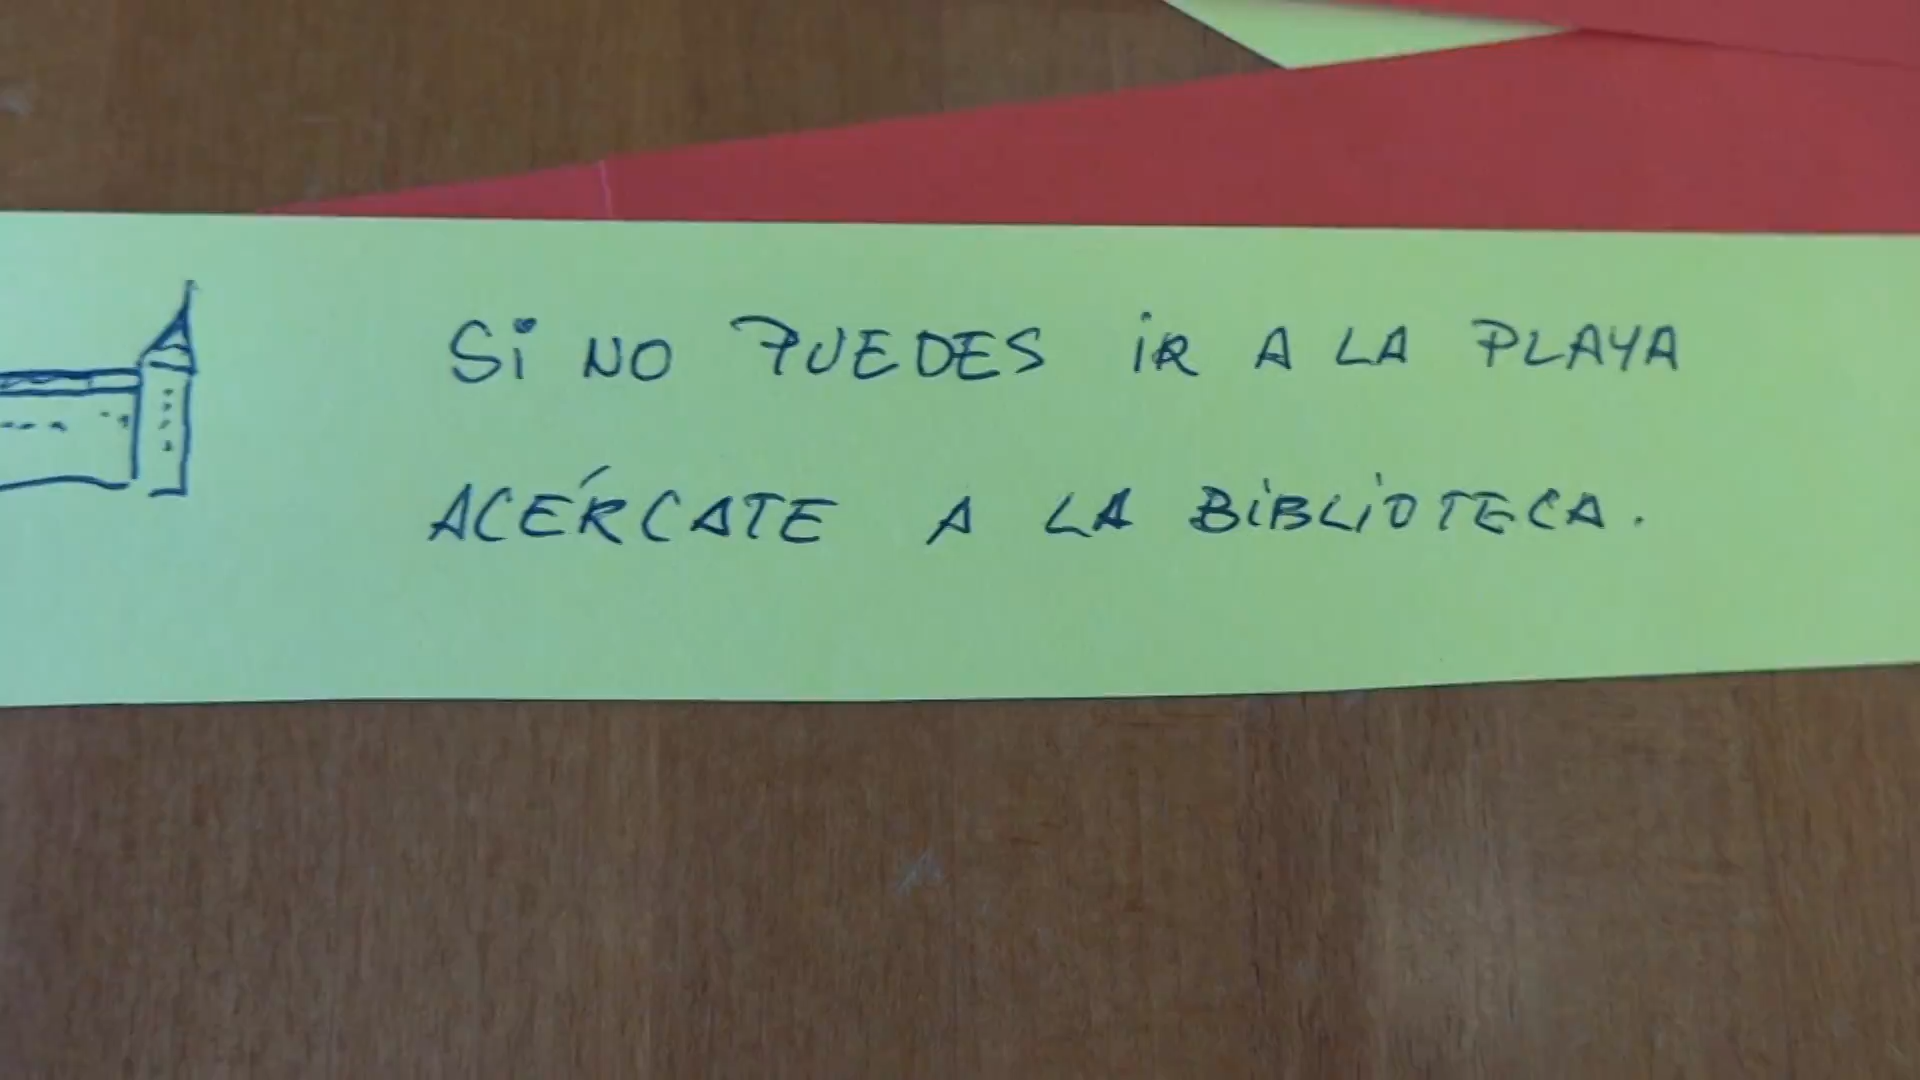 Si NO PUEDES iR A LA PLAYA
ACÉRCATE A LA BiBLiOTECA.